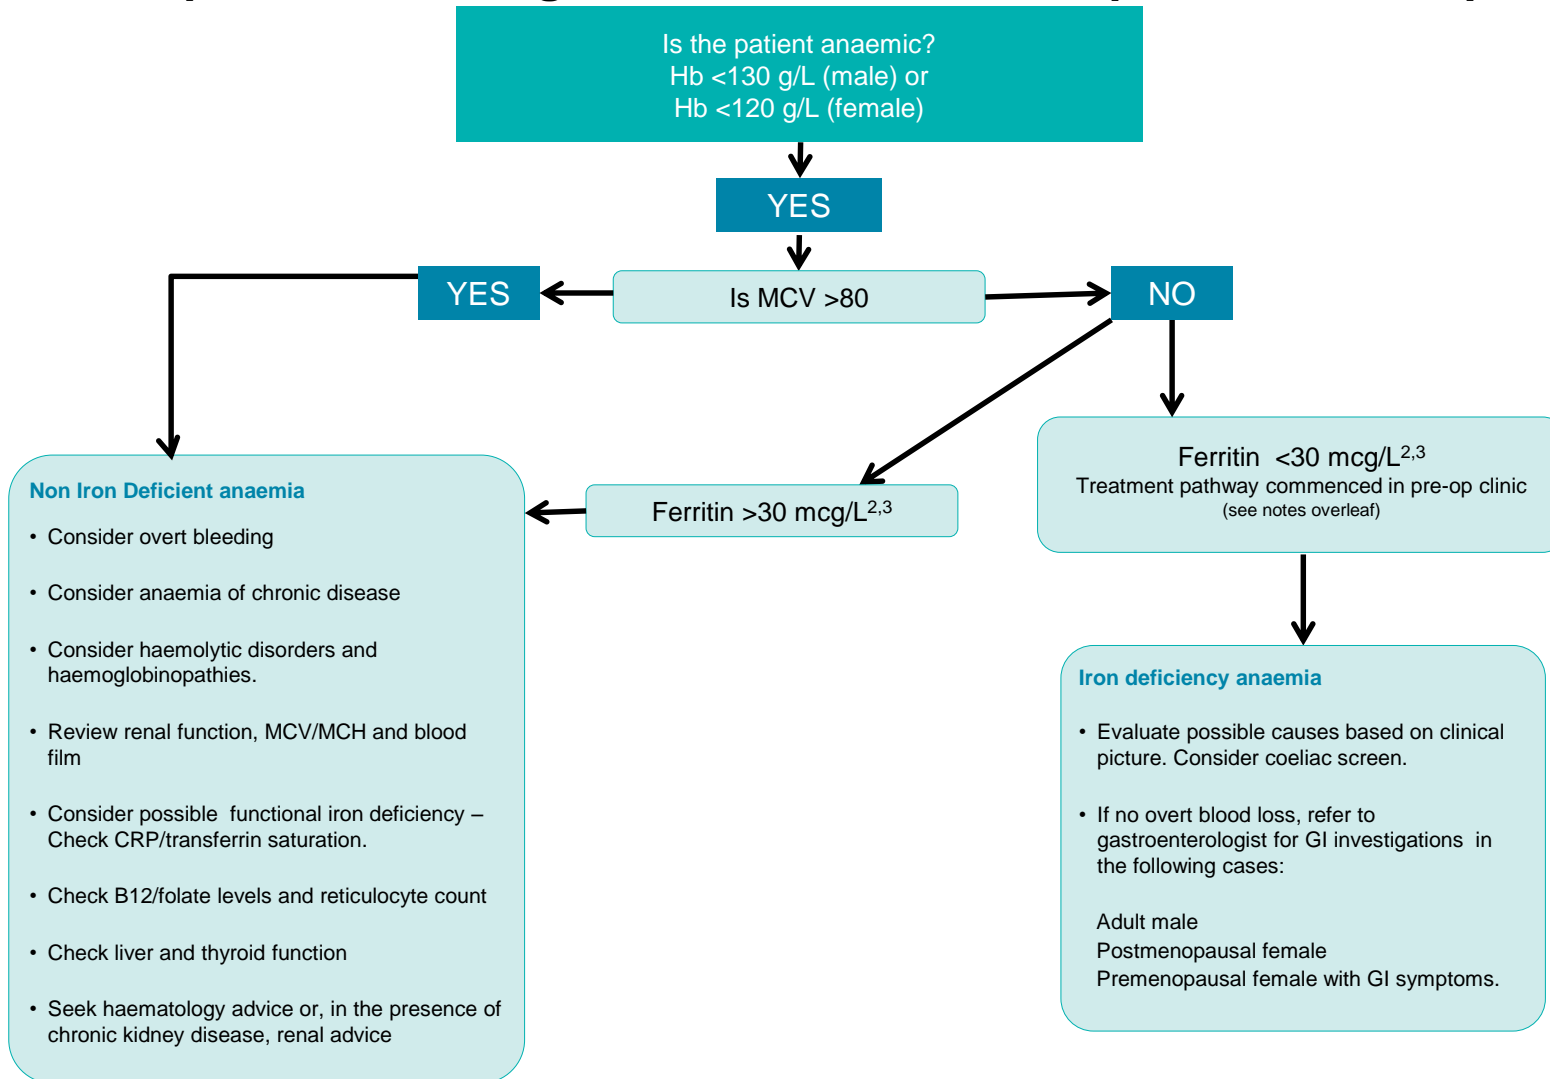 Is the patient anaemic?
Hb <130 g/L (male) or
Hb <120 g/L (female)
YES
YES
Is MCV >80
NO
Ferritin <30 mcg/L2,3
Treatment pathway commenced in pre-op clinic
(see notes overleaf)
Ferritin >30 mcg/L2,3
Non Iron Deficient anaemia
• Consider overt bleeding
• Consider anaemia of chronic disease
• Consider haemolytic disorders and
haemoglobinopathies.
• Review renal function, MCV/MCH and blood
film
• Consider possible functional iron deficiency –
Check CRP/transferrin saturation.
• Check B12/folate levels and reticulocyte count
• Check liver and thyroid function
• Seek haematology advice or, in the presence of
chronic kidney disease, renal advice
Iron deficiency anaemia
• Evaluate possible causes based on clinical
picture. Consider coeliac screen.
• If no overt blood loss, refer to
gastroenterologist for GI investigations in
the following cases:
Adult male
Postmenopausal female
Premenopausal female with GI symptoms.